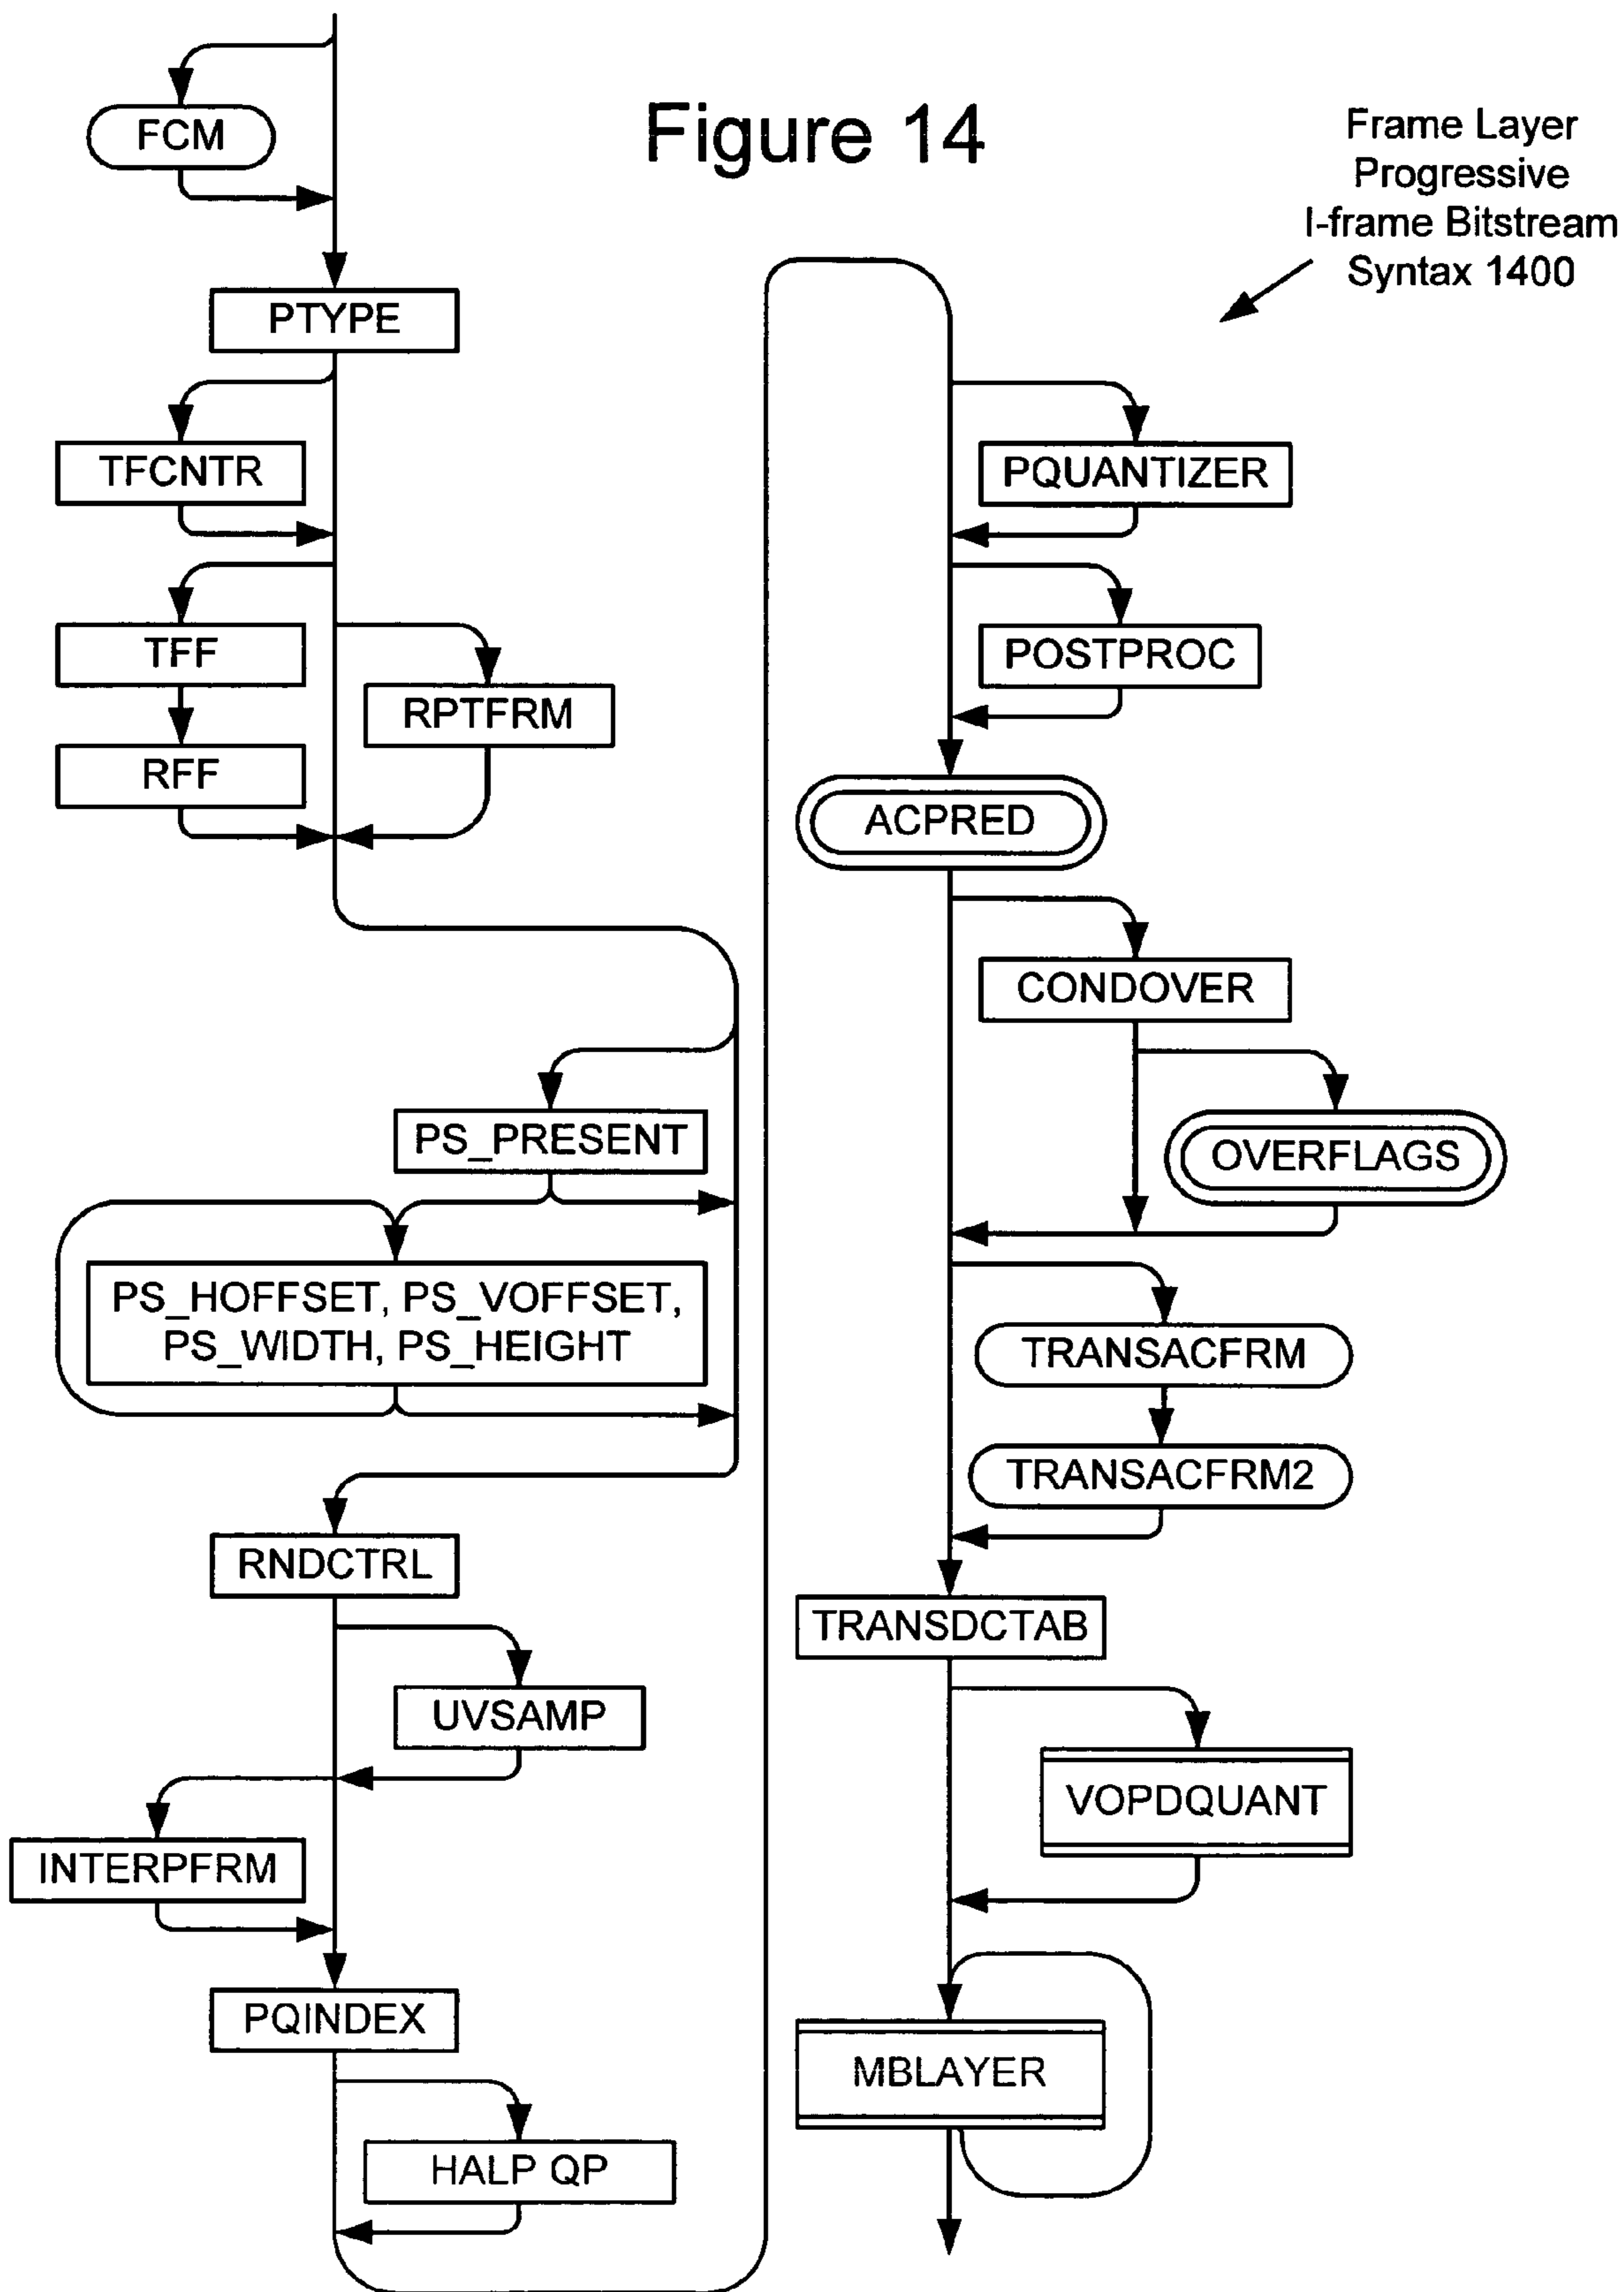 Figure 14
Frame Layer
Progressive
I-frame Bitstream
Syntax 1400
FCM
PTYPE
TFCNTR
TFF
RPTFRM
RFF
PS_PRESENT
PS_HOFFSET, PS_VOFFSET,
PS_WIDTH, PS_HEIGHT
RNDCTRL
UVSAMP
INTERPFRM
PQINDEX
HALP QP
PQUANTIZER
POSTPROC
ACPRED
CONDOVER
OVERFLAGS
TRANSACFRM
TRANSACFRM2
TRANSDCTAB
VOPDQUANT
MBLAYER